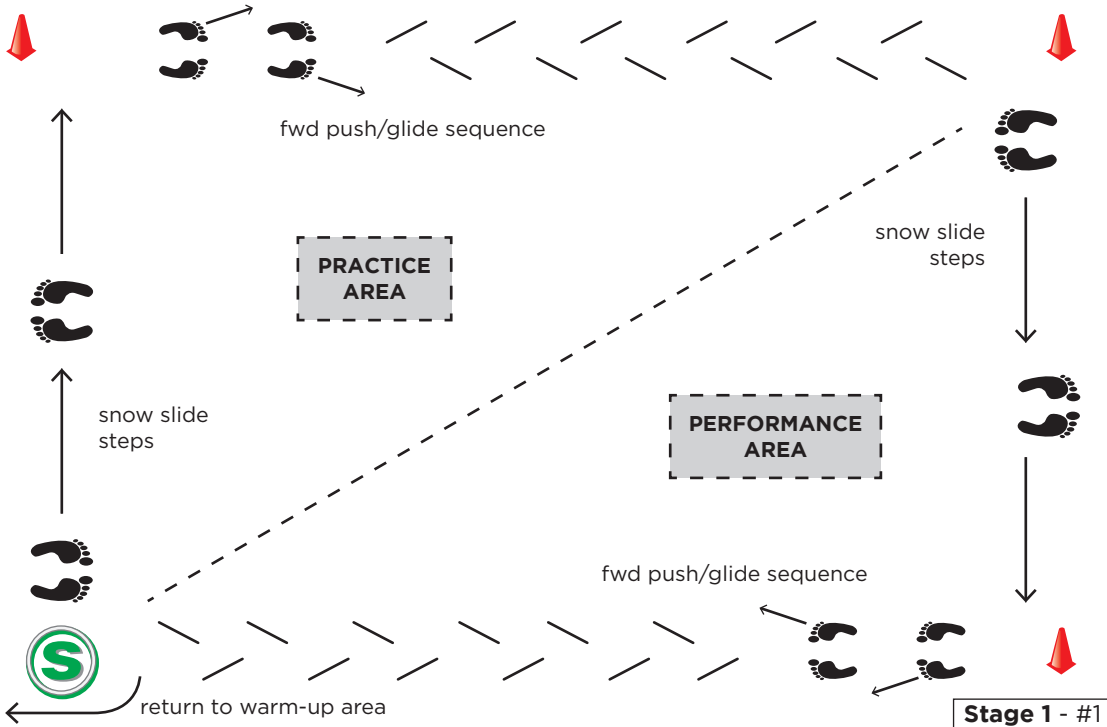 fwd push/glide sequence
snow slide
steps
PRACTICE
AREA
snow slide
steps
PERFORMANCE
AREA
fwd push/glide sequence
S
return to warm-up area
Stage 1 - #1